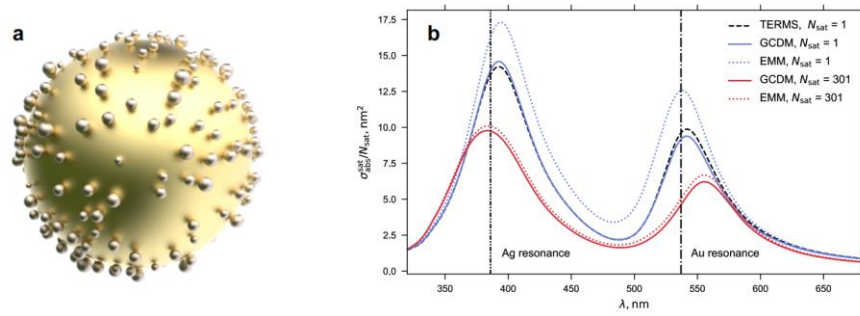 a
b
17.5
15.0
12.5
10.0
7.5
5.0
2.5
0.0
σ^sat_abs/N_sat, nm²
TERMS, N_sat = 1
GCDM, N_sat = 1
EMM, N_sat = 1
GCDM, N_sat = 301
EMM, N_sat = 301
Ag resonance
Au resonance
350 400 450 500 550 600 650
λ, nm